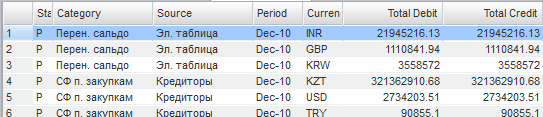 Sta Category Source Period Curren Total Debit Total Credit
1 P Перен. сальдо Эл. таблица Dec-10 INR 21945216.13 21945216.13
2 P Перен. сальдо Эл. таблица Dec-10 GBP 1110841.94 1110841.94
3 P Перен. сальдо Эл. таблица Dec-10 KRW 3558572 3558572
4 P СФ п. закупкам Кредиторы Dec-10 KZT 321362910.68 321362910.68
5 P СФ п. закупкам Кредиторы Dec-10 USD 2734203.51 2734203.51
6 P СФ п. закупкам Кредиторы Dec-10 TRY 90855.1 90855.1